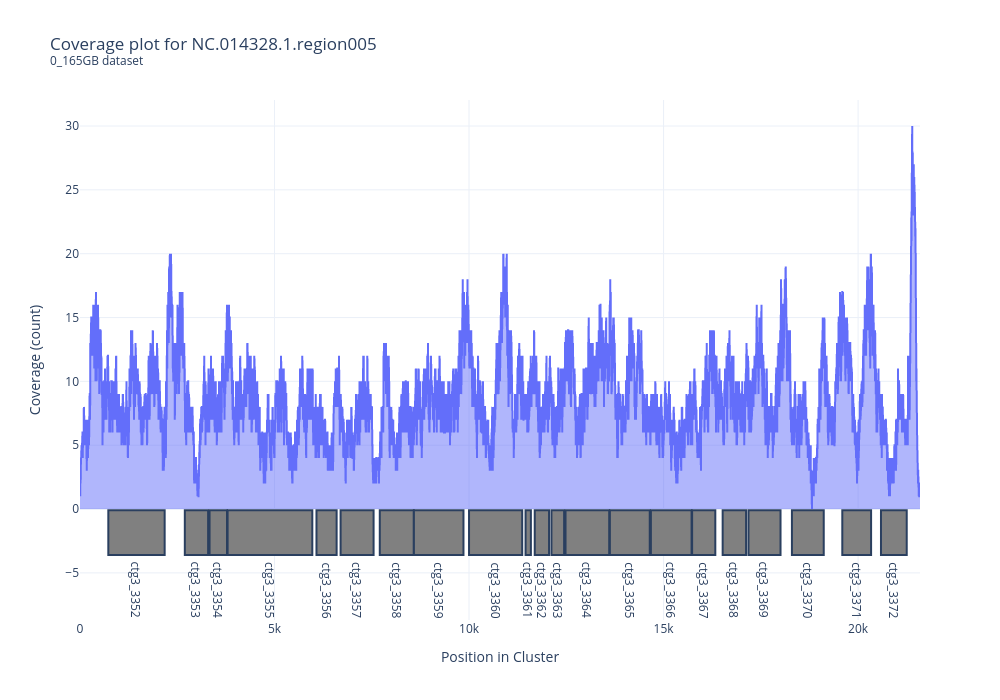 Coverage plot for NC.014328.1.region005
0_165GB dataset
30
25
20
15
10
5
0
−5
Coverage (count)
ctg3_3352
ctg3_3353
ctg3_3354
ctg3_3355
ctg3_3356
ctg3_3357
ctg3_3358
ctg3_3359
ctg3_3360
ctg3_3361
ctg3_3362
ctg3_3363
ctg3_3364
ctg3_3365
ctg3_3366
ctg3_3367
ctg3_3368
ctg3_3369
ctg3_3370
ctg3_3371
ctg3_3372
0 5k 10k 15k 20k
Position in Cluster